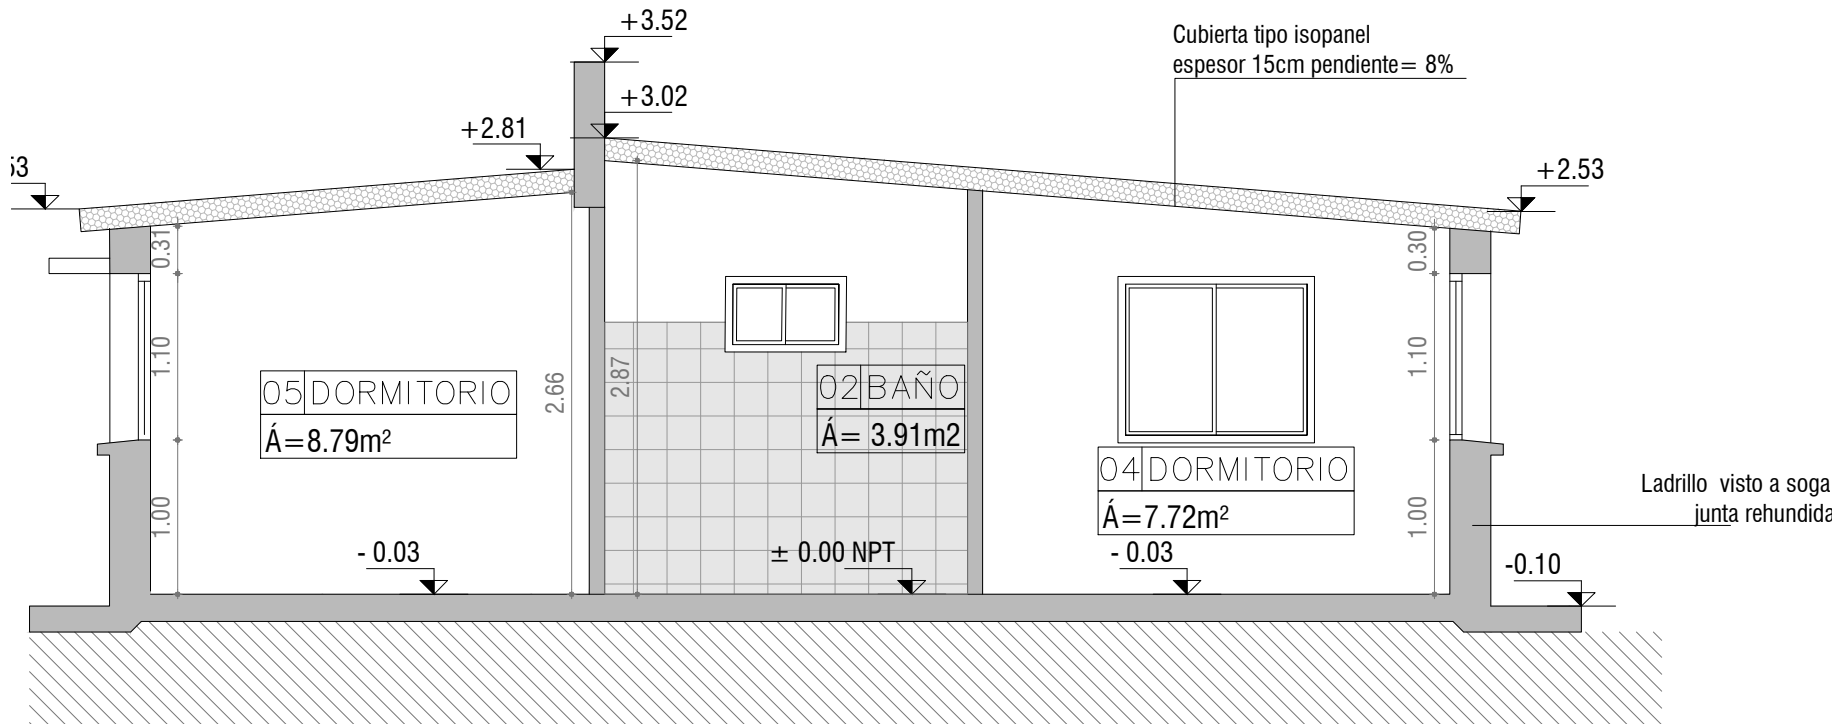 +3.52
Cubierta tipo isopanel
espesor 15cm pendiente= 8%
+3.02
+2.81
53
+2.53
0.31
0.30
1.10
2.66
2.87
1.10
05 DORMITORIO
Á=8.79m²
02 BAÑO
Á= 3.91m2
04 DORMITORIO
Á=7.72m²
Ladrillo visto a soga
junta rehundida
1.00
1.00
- 0.03
± 0.00 NPT
- 0.03
-0.10